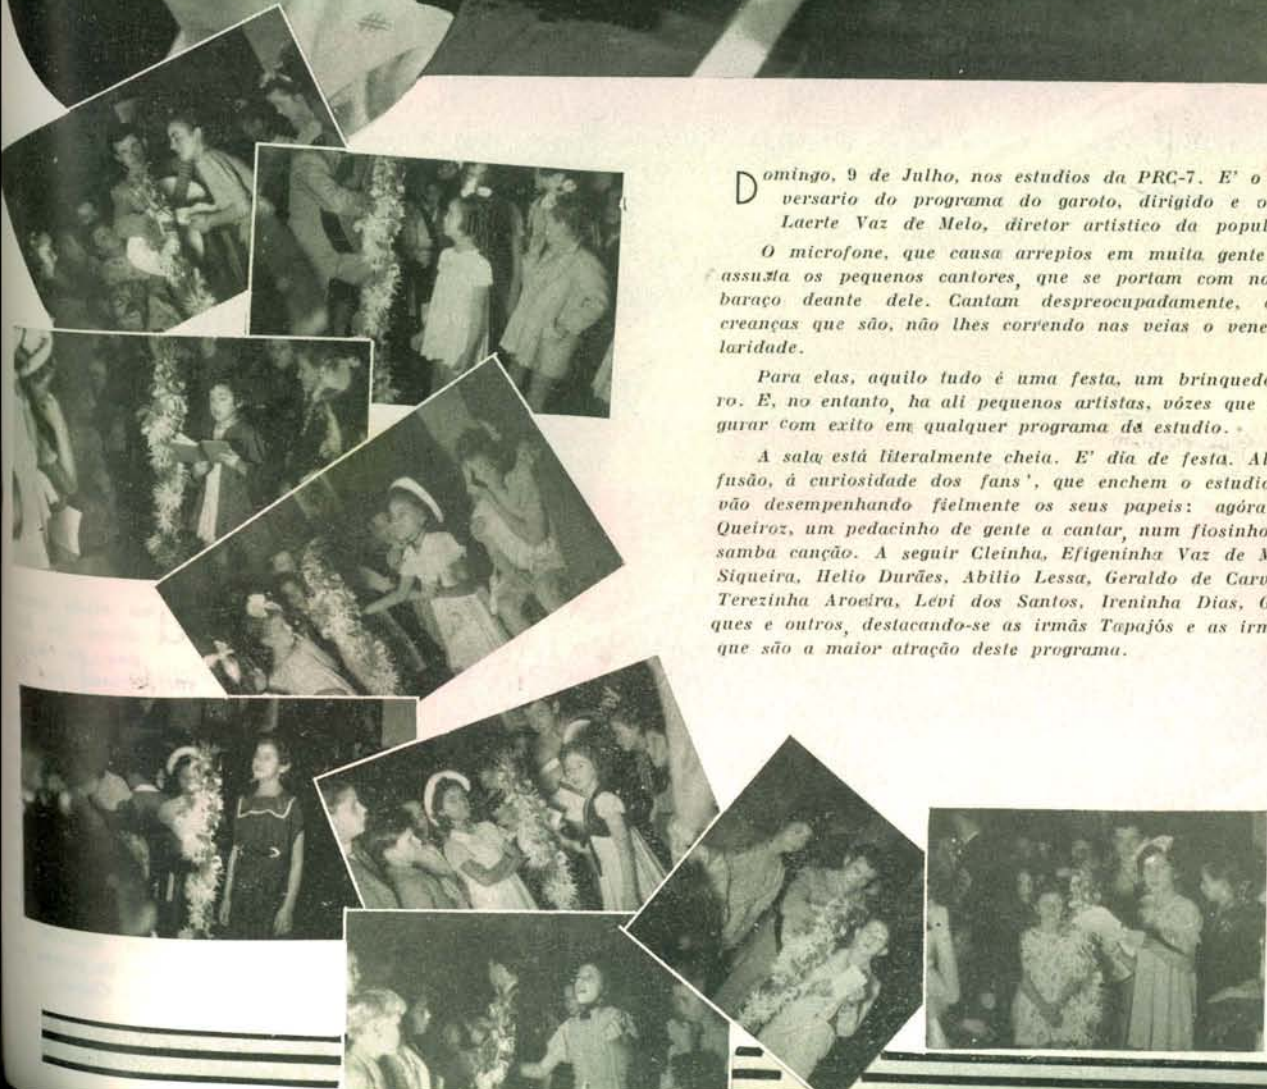 Domingo, 9 de Julho, nos estudios da PRC-7. E' o
versario do programa do garoto, dirigido e o
Laerte Vaz de Melo, diretor artistico da popul
O microfone, que causa arrepios em muita gente
assusta os pequenos cantores, que se portam com no
baraço deante dele. Cantam despreocupadamente,
creanças que são, não lhes correndo nas veias o vene
laridade.
Para elas, aquilo tudo é uma festa, um brinqued
ro. E, no entanto, ha ali pequenos artistas, vózes que
gurar com exito em qualquer programa de estudio.
A sala está literalmente cheia. E' dia de festa. Al
fusão, á curiosidade dos fans', que enchem o estudio
vão desempenhando fielmente os seus papeis: agóra
Queiroz, um pedacinho de gente a cantar, num fiosinho
samba canção. A seguir Cleinha, Efigeninha Vaz de M
Siqueira, Helio Durães, Abilio Lessa, Geraldo de Carv
Terezinha Aroeira, Levi dos Santos, Ireninha Dias, G
ques e outros, destacando-se as irmãs Tapajós e as irm
que são a maior atração deste programa.